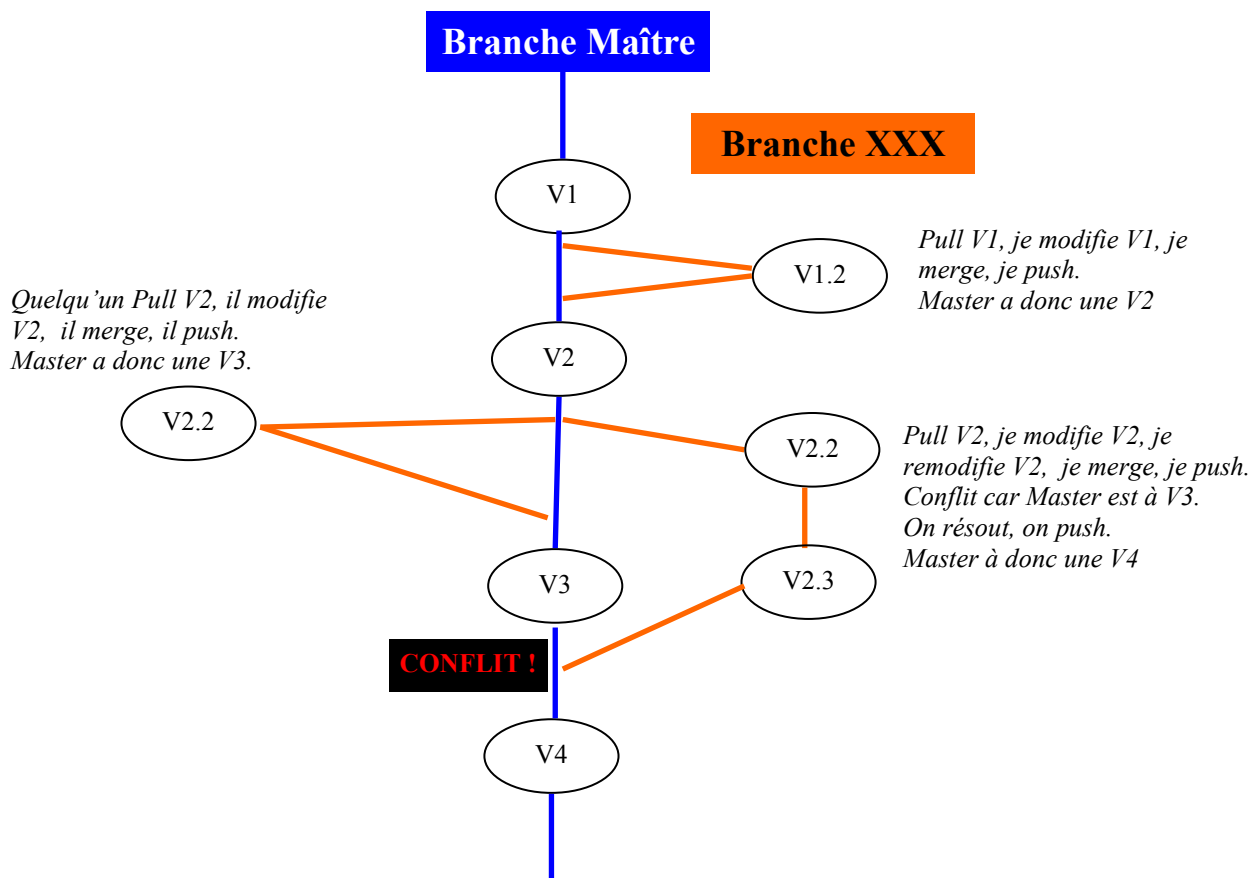 Branche Maître
Branche XXX
V1
Pull V1, je modifie V1, je
merge, je push.
Master a donc une V2
V1.2
Quelqu’un Pull V2, il modifie
V2,  il merge, il push.
Master a donc une V3.
V2
V2.2
V2.2
Pull V2, je modifie V2, je
remodifie V2,  je merge, je push.
Conflit car Master est à V3.
On résout, on push.
Master à donc une V4
V3
V2.3
CONFLIT !
V4